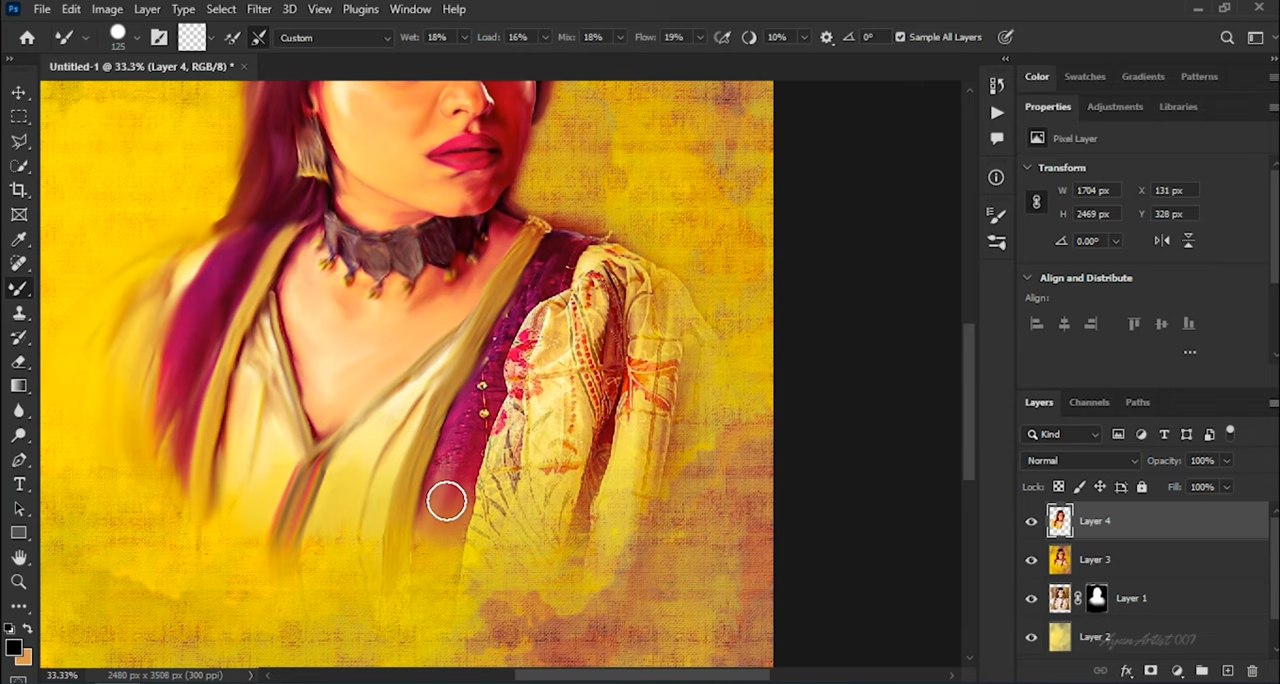 Ps File Edit Image Layer Type Select Filter 3D View Plugins Window Help
125 Custom Wet: 18% Load: 16% Mix: 18% Flow: 19% 10% 0° Sample All Layers
Untitled-1 @ 33.3% (Layer 4, RGB/8) * ×
Color Swatches Gradients Patterns
Properties Adjustments Libraries
Pixel Layer
Transform
W 1704 px X 131 px
H 2469 px Y 328 px
0.00°
Align and Distribute
Align:
Layers Channels Paths
Kind
Normal Opacity: 100%
Lock: Fill: 100%
Layer 4
Layer 3
Layer 1
Layer 2
Ayan Artist 007
33.33% 2480 px x 3508 px (300 ppi)